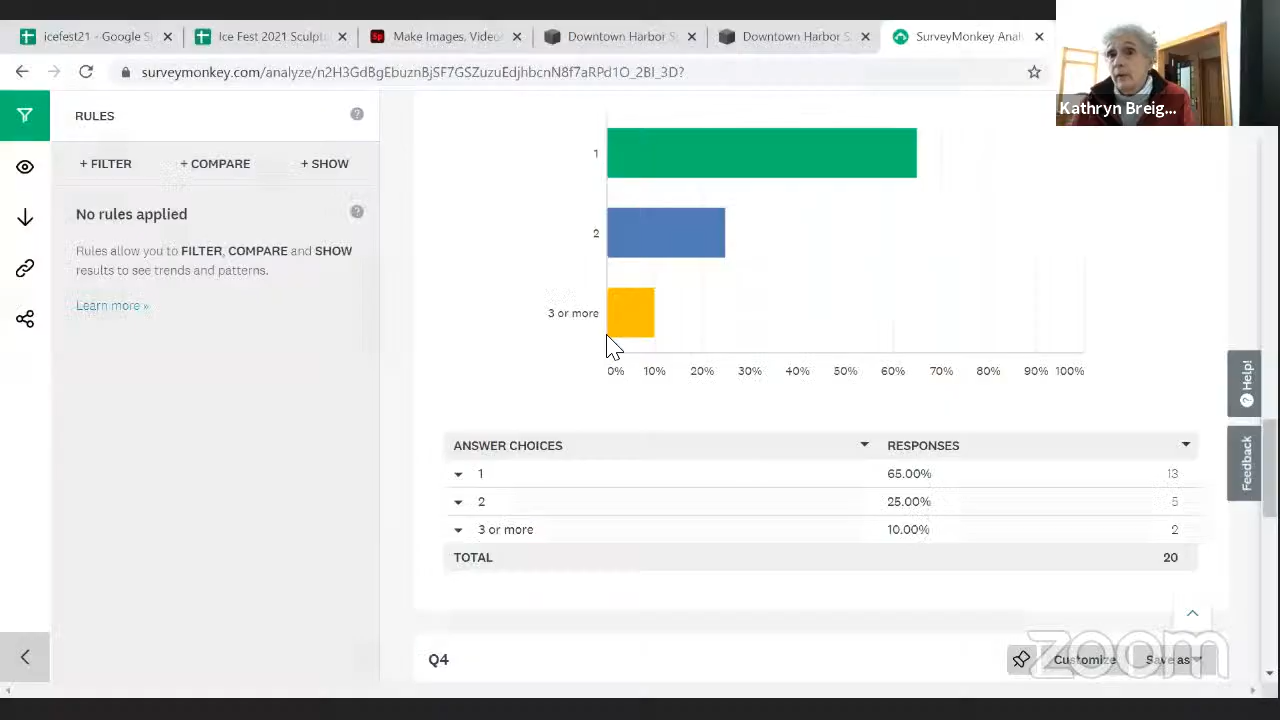 icefest21 - Google S
Ice Fest 2021 Sculpt
Make Images, Video
Downtown Harbor S
Downtown Harbor S
SurveyMonkey Anal
surveymonkey.com/analyze/n2H3GdBgEbuznBjSF7GSZuzuEdjhbcnN8f7aRPd1O_2BI_3D?
Kathryn Breig...
RULES
+ FILTER
+ COMPARE
+ SHOW
No rules applied
Rules allow you to FILTER, COMPARE and SHOW
results to see trends and patterns.
Learn more »
1
2
3 or more
0% 10% 20% 30% 40% 50% 60% 70% 80% 90% 100%
ANSWER CHOICES RESPONSES
1 65.00% 13
2 25.00% 5
3 or more 10.00% 2
TOTAL 20
Help!
Feedback
Q4
Customize
Save as
zoom